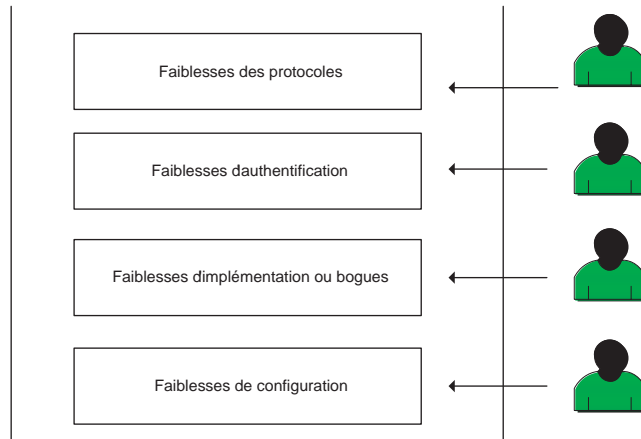 Faiblesses des protocoles
Faiblesses dauthentification
Faiblesses dimplémentation ou bogues
Faiblesses de configuration